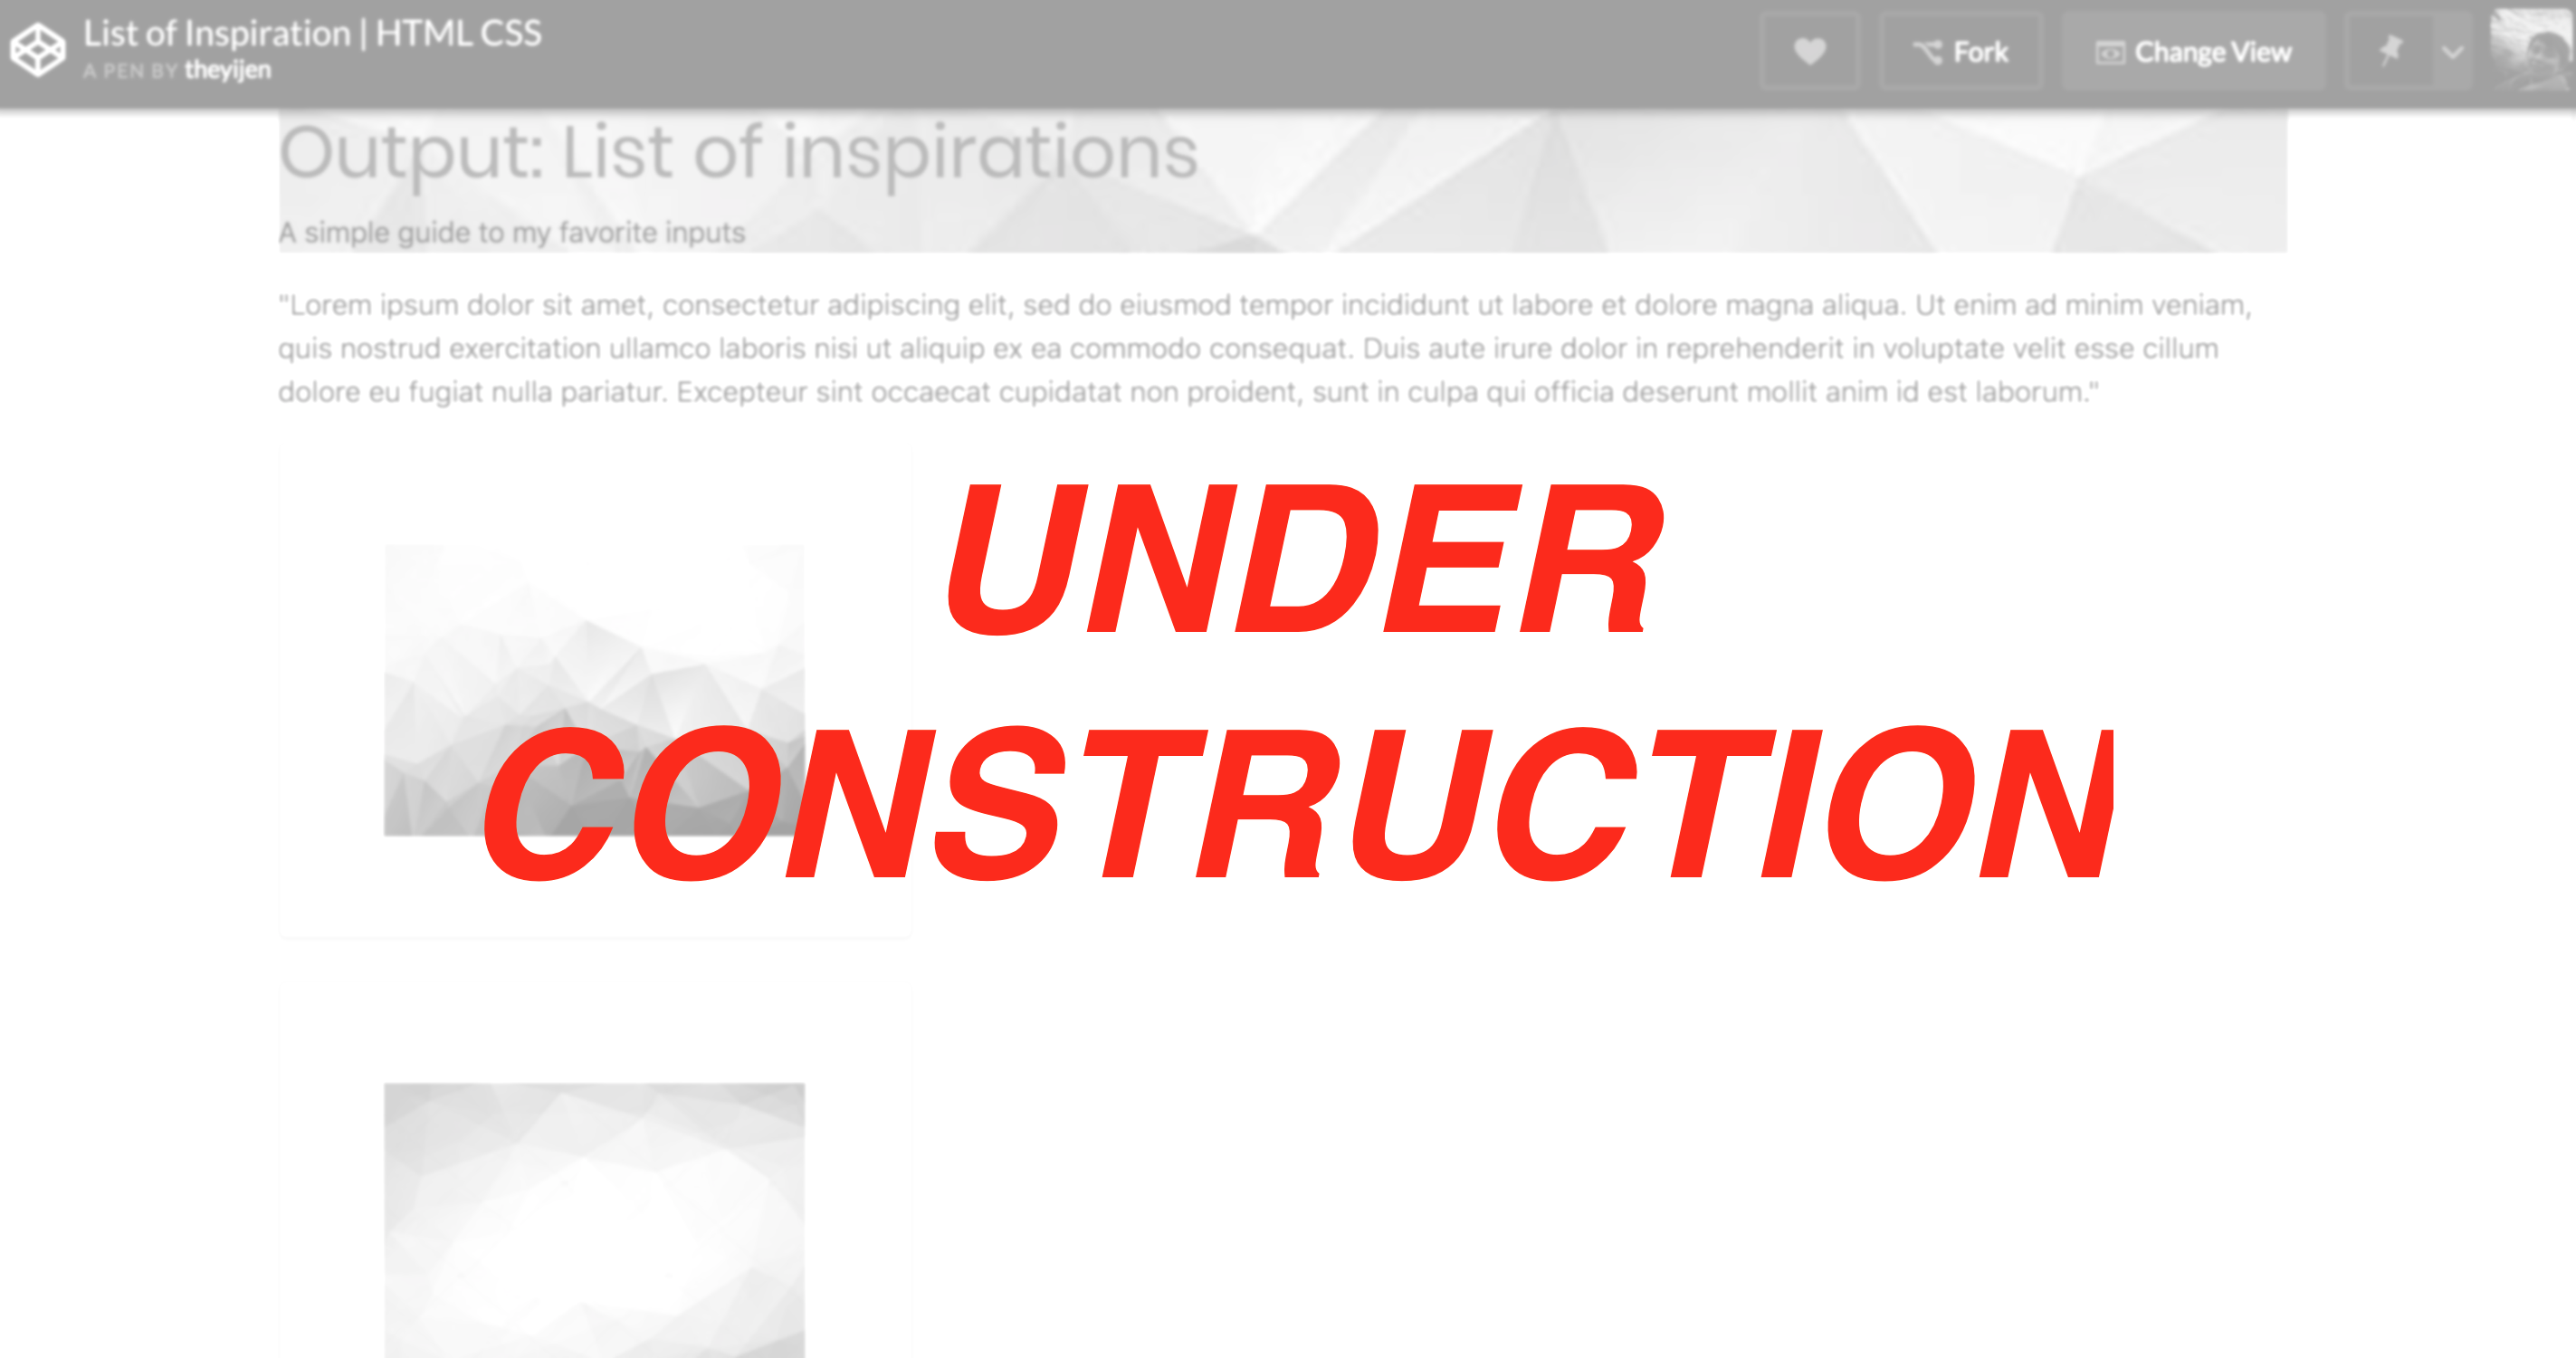 List of Inspiration | HTML CSS
A PEN BY theyijen
Fork
Change View
Output: List of inspirations
A simple guide to my favorite inputs
"Lorem ipsum dolor sit amet, consectetur adipiscing elit, sed do eiusmod tempor incididunt ut labore et dolore magna aliqua. Ut enim ad minim veniam,
quis nostrud exercitation ullamco laboris nisi ut aliquip ex ea commodo consequat. Duis aute irure dolor in reprehenderit in voluptate velit esse cillum
dolore eu fugiat nulla pariatur. Excepteur sint occaecat cupidatat non proident, sunt in culpa qui officia deserunt mollit anim id est laborum."
UNDER
CONSTRUCTION